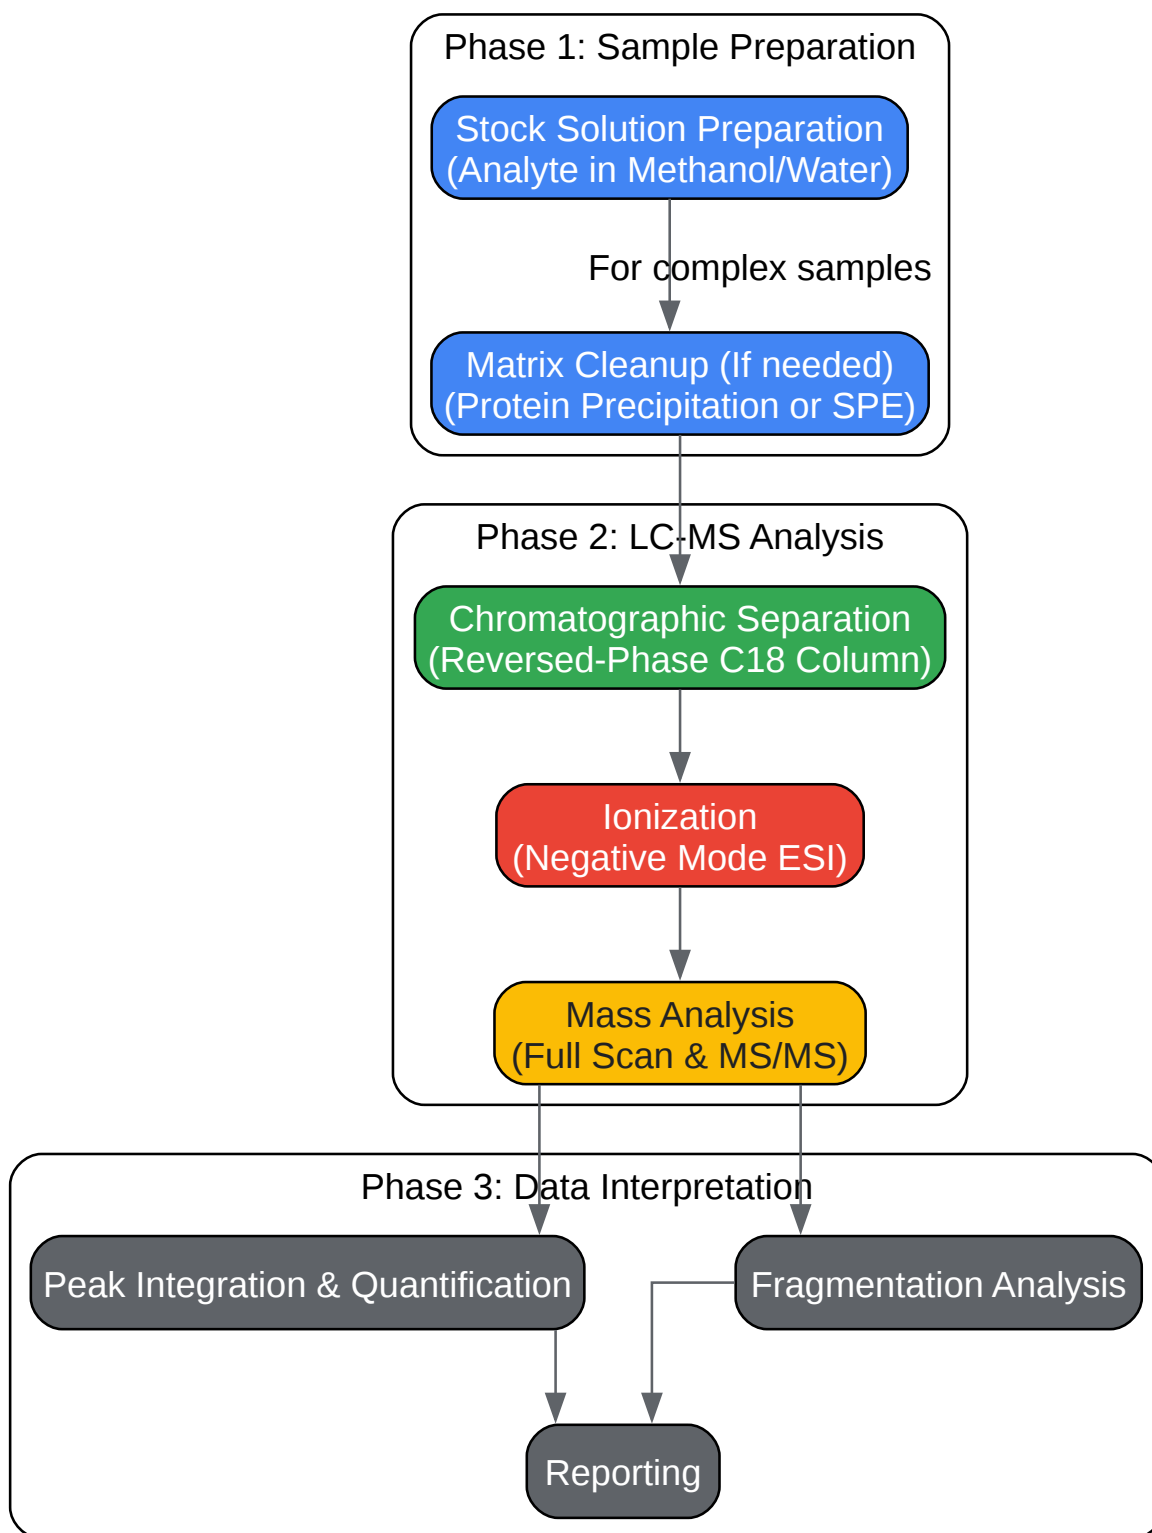 Phase 1: Sample Preparation
Stock Solution Preparation
(Analyte in Methanol/Water)
For complex samples
Matrix Cleanup (If needed)
(Protein Precipitation or SPE)
Phase 2: LC-MS Analysis
Chromatographic Separation
(Reversed-Phase C18 Column)
Ionization
(Negative Mode ESI)
Mass Analysis
(Full Scan & MS/MS)
Phase 3: Data Interpretation
Peak Integration & Quantification
Fragmentation Analysis
Reporting